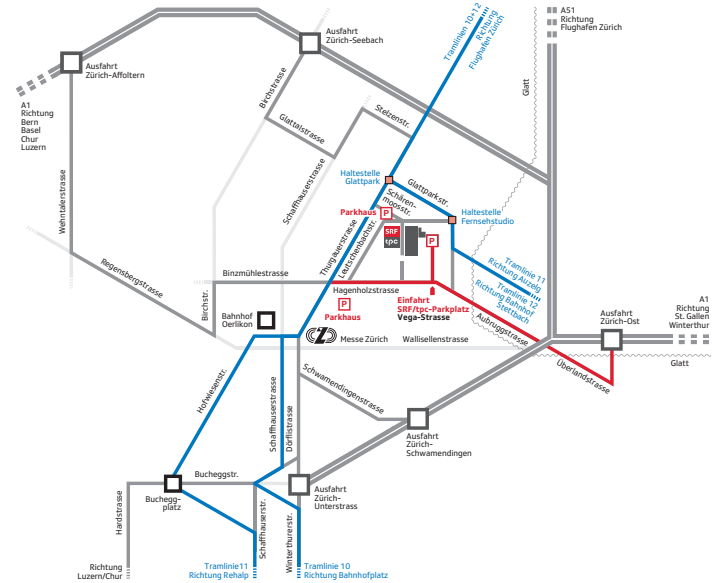 A51
Richtung
Flughafen Zürich
Tramlinien 10+12
Richtung
Flughafen Zürich
Ausfahrt
Zürich-Seebach
Ausfahrt
Zürich-Affoltern
A1
Richtung
Bern
Basel
Chur
Luzern
Birchstrasse
Glatt
Stelzenstr.
Glattalstrasse
Schaffhauserstrasse
Wehntalerstrasse
Haltestelle
Glattpark
Glattparkstr.
Schären-
moosstr.
Parkhaus P
Haltestelle
Fernsehstudio
SRF
tpc
P
Thurgauerstrasse
Leutschenbachstr.
Regensbergstrasse
Binzmühlestrasse
Tramlinie 11
Richtung Auzelg
Tramlinie 12
Richtung Bahnhof
Stettbach
Birchstr.
Hagenholzstrasse
P
Parkhaus
Einfahrt
SRF/tpc-Parkplatz
Vega-Strasse
Aubruggstrasse
Bahnhof
Oerlikon
Messe Zürich
Wallisellenstrasse
Ausfahrt
Zürich-Ost
A1
Richtung
St. Gallen
Winterthur
Glatt
Überlandstrasse
Hofwiesenstr.
Schaffhauserstrasse
Dörflistrasse
Schwamendingenstrasse
Ausfahrt
Zürich-
Schwamendingen
Bucheggstr.
Buchegg-
platz
Ausfahrt
Zürich-
Unterstrass
Hardstrasse
Schaffhauserstr.
Winterthurerstr.
Richtung
Luzern/Chur
Tramlinie11
Richtung Rehalp
Tramlinie 10
Richtung Bahnhofplatz